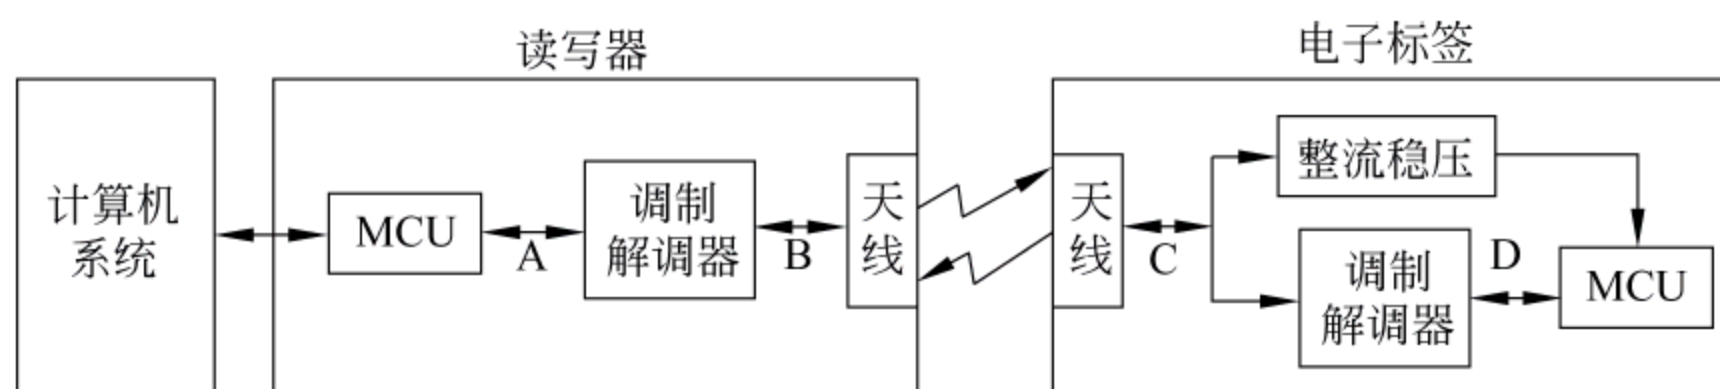 读写器
电子标签
计算机
系统
MCU
A
调制
解调器
B
天
线
天
线
C
整流稳压
调制
解调器
D
MCU